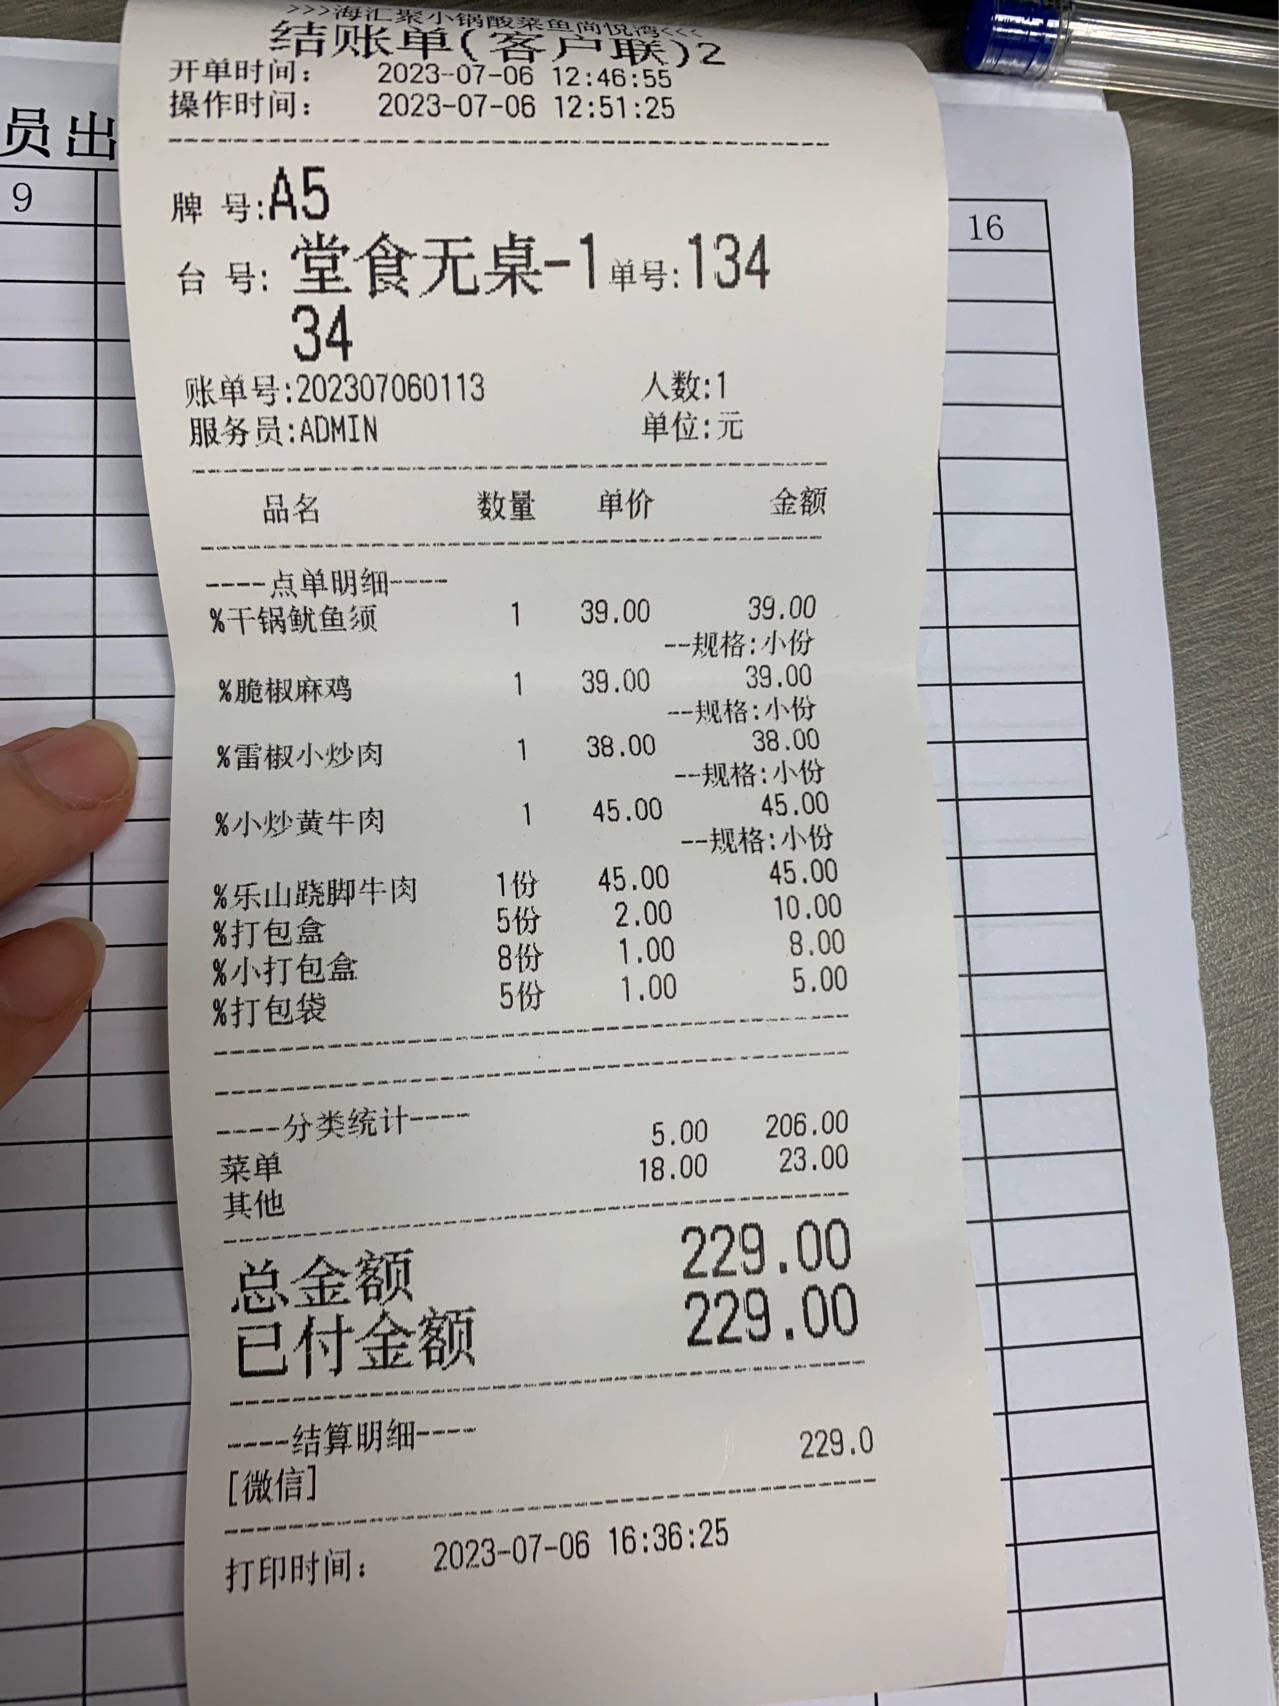 >>>海汇聚小锅酸菜鱼尚悦湾<<<
结账单(客户联)2
开单时间: 2023-07-06 12:46:55
操作时间: 2023-07-06 12:51:25
牌 号:A5
台 号: 堂食无桌-1 单号:134
34
账单号:202307060113 人数:1
服务员:ADMIN 单位:元
品名 数量 单价 金额
----点单明细----
%干锅鱿鱼须 1 39.00 39.00
--规格:小份
%脆椒麻鸡 1 39.00 39.00
--规格:小份
%雷椒小炒肉 1 38.00 38.00
--规格:小份
%小炒黄牛肉 1 45.00 45.00
--规格:小份
%乐山跷脚牛肉 1份 45.00 45.00
%打包盒 5份 2.00 10.00
%小打包盒 8份 1.00 8.00
%打包袋 5份 1.00 5.00
----分类统计----
菜单 5.00 206.00
其他 18.00 23.00
总金额 229.00
已付金额 229.00
----结算明细----
[微信] 229.0
打印时间: 2023-07-06 16:36:25
员出
9
16